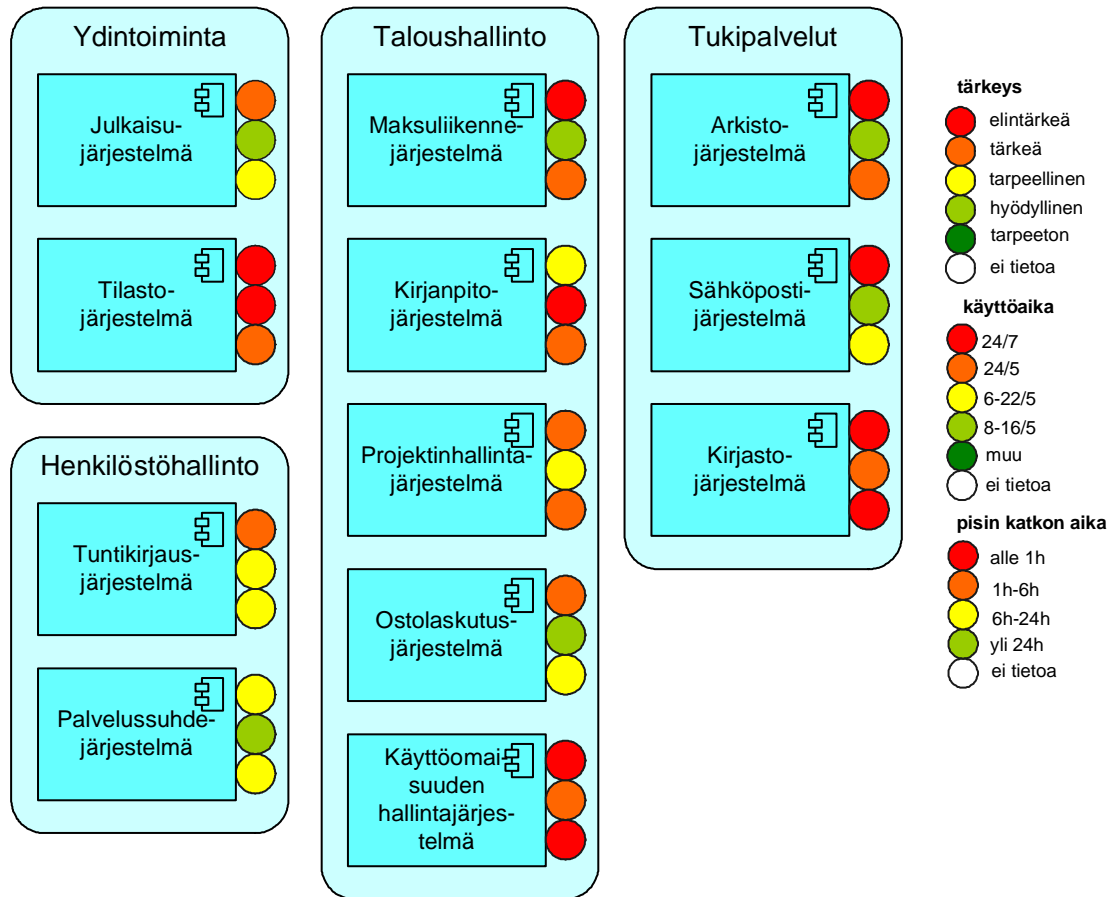 Ydintoiminta
Julkaisu-
järjestelmä
Tilasto-
järjestelmä
Henkilöstöhallinto
Tuntikirjaus-
järjestelmä
Palvelussuhde-
järjestelmä
Taloushallinto
Maksuliikenne-
järjestelmä
Kirjanpito-
järjestelmä
Projektinhallinta-
järjestelmä
Ostolaskutus-
järjestelmä
Käyttöomai-
suuden
hallintajärjes-
telmä
Tukipalvelut
Arkisto-
järjestelmä
Sähköposti-
järjestelmä
Kirjasto-
järjestelmä
tärkeys
elintärkeä
tärkeä
tarpeellinen
hyödyllinen
tarpeeton
ei tietoa
käyttöaika
24/7
24/5
6-22/5
8-16/5
muu
ei tietoa
pisin katkon aika
alle 1h
1h-6h
6h-24h
yli 24h
ei tietoa